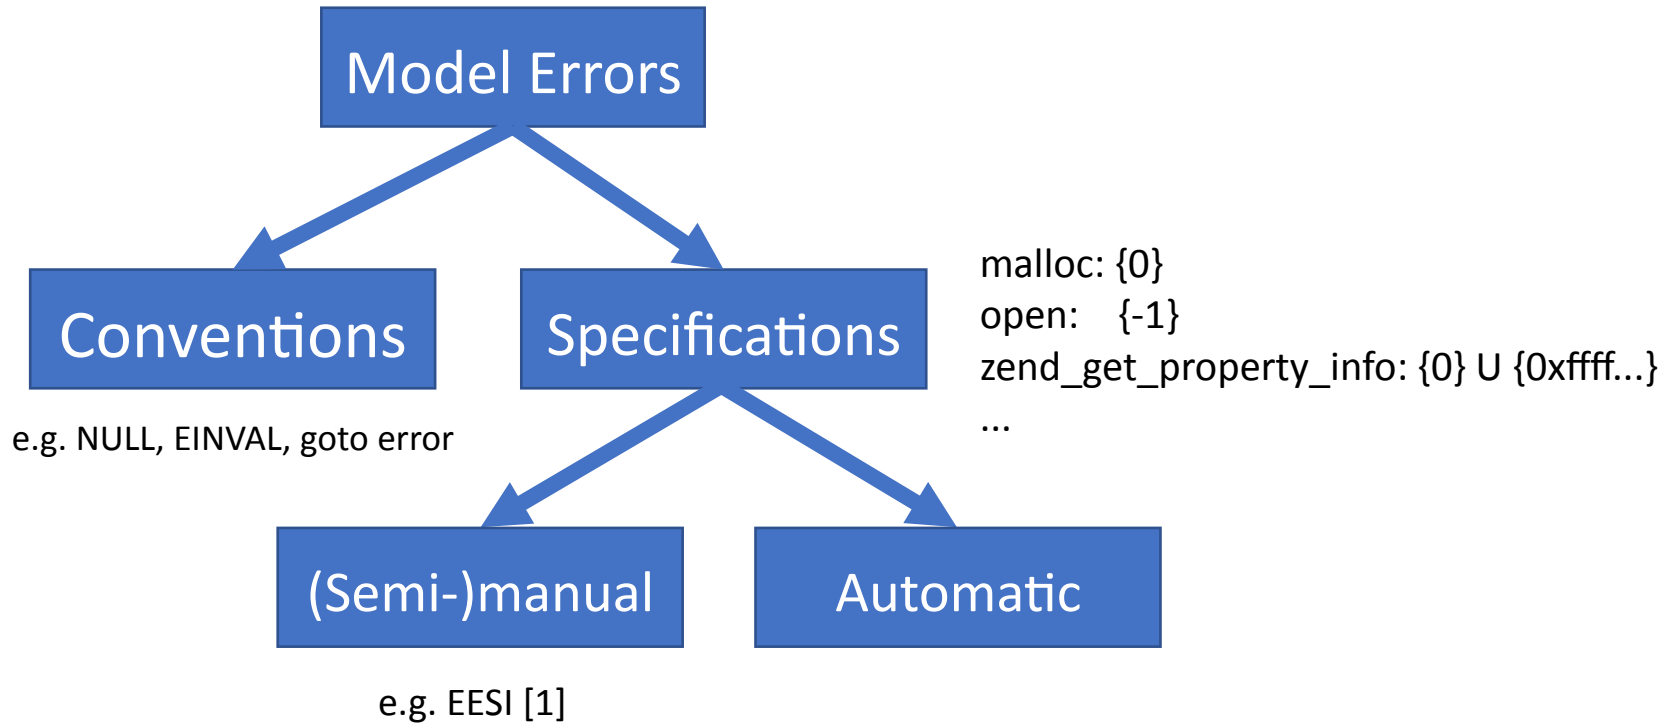 Model Errors
Conventions
Specifications
malloc: {0}
open: {-1}
zend_get_property_info: {0} U {0xffff...}
...
e.g. NULL, EINVAL, goto error
(Semi-)manual
Automatic
e.g. EESI [1]